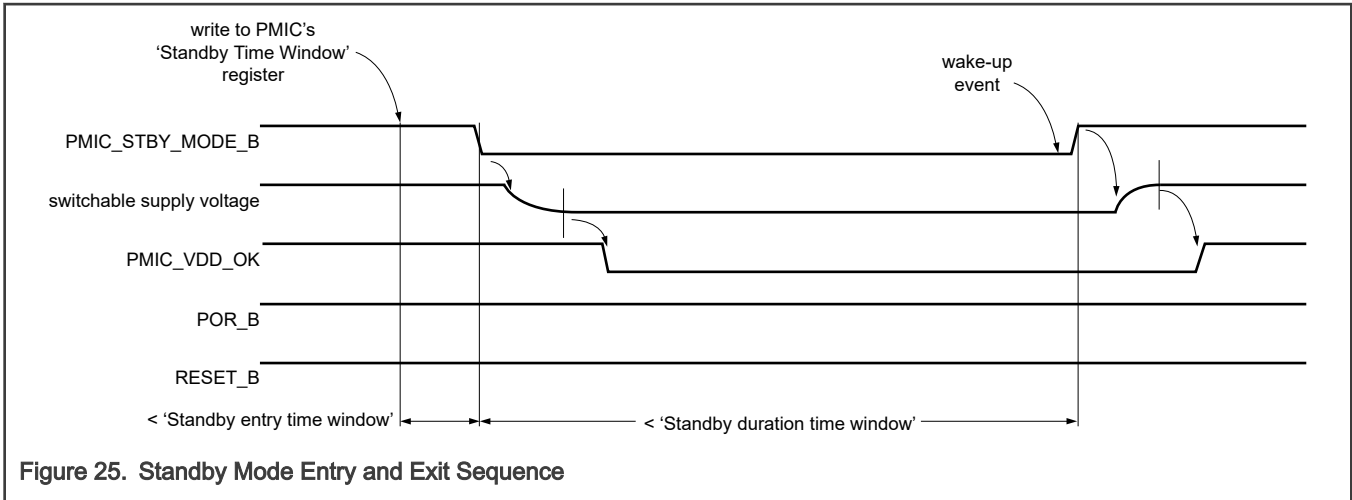 write to PMIC's
‘Standby Time Window’
register
wake-up
event
PMIC_STBY_MODE_B
switchable supply voltage
PMIC_VDD_OK
POR_B
RESET_B
< ‘Standby entry time window’
< ‘Standby duration time window’
Figure 25. Standby Mode Entry and Exit Sequence